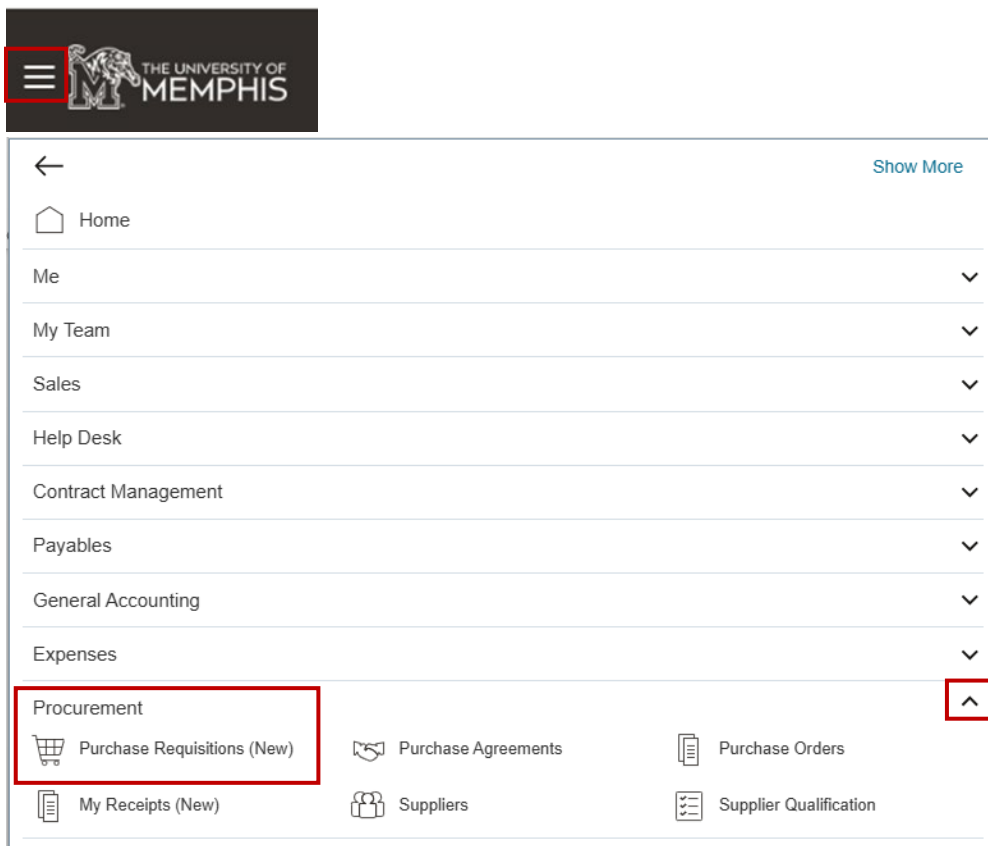 THE UNIVERSITY OF
MEMPHIS
Show More
Home
Me
My Team
Sales
Help Desk
Contract Management
Payables
General Accounting
Expenses
Procurement
Purchase Requisitions (New) Purchase Agreements Purchase Orders
My Receipts (New) Suppliers Supplier Qualification